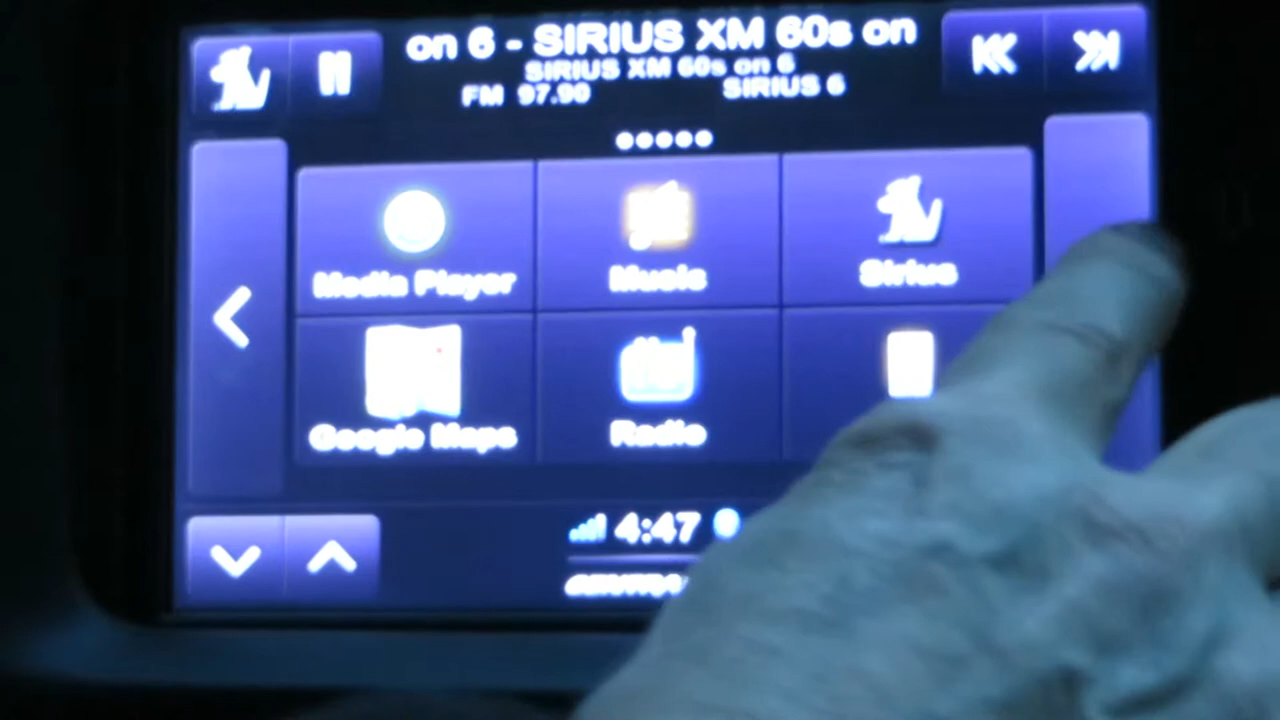 on 6 - SIRIUS XM 60s on
SIRIUS XM 60s on 6
FM 97.90 SIRIUS 6
Media Player
Music
Sirius
Google Maps
Radio
4:47